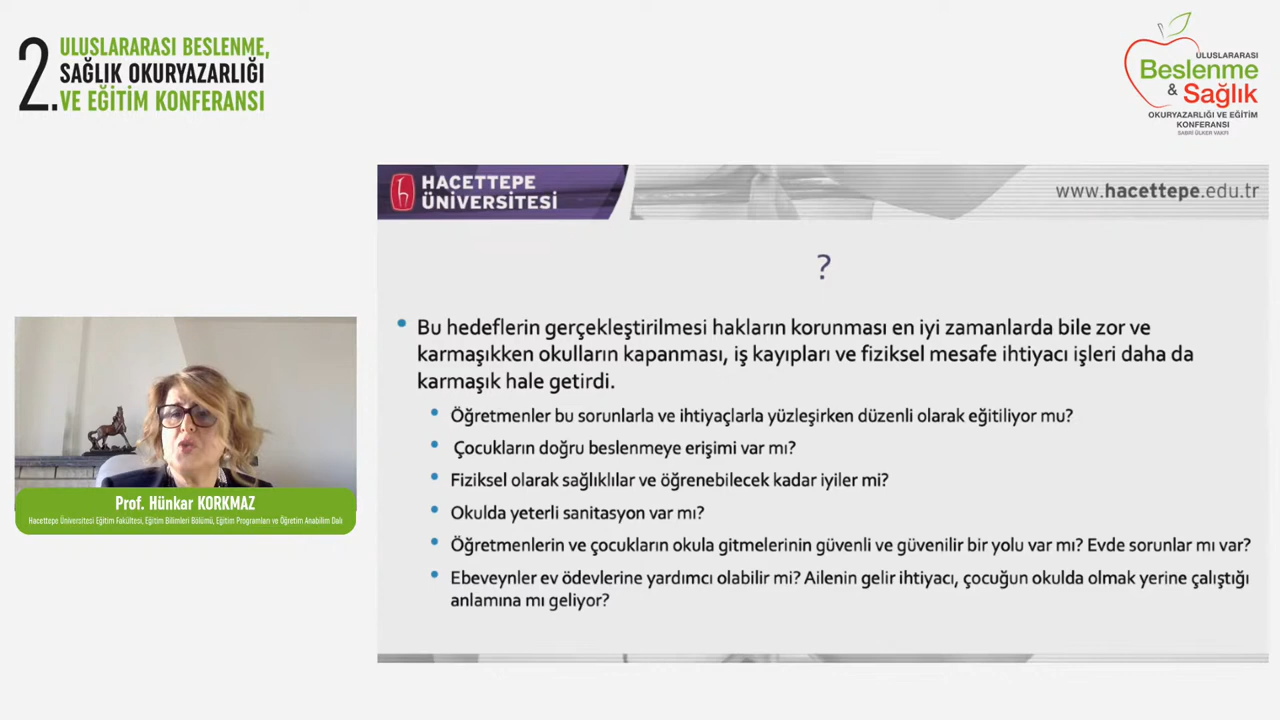 2. ULUSLARARASI BESLENME,
SAĞLIK OKURYAZARLIĞI
VE EĞİTİM KONFERANSI
ULUSLARARASI
Beslenme
& Sağlık
OKURYAZARLIĞI VE EĞİTİM
KONFERANSI
SABRİ ÜLKER VAKFI
HACETTEPE
ÜNİVERSİTESİ
www.hacettepe.edu.tr
?
• Bu hedeflerin gerçekleştirilmesi hakların korunması en iyi zamanlarda bile zor ve
karmaşıkken okulların kapanması, iş kayıpları ve fiziksel mesafe ihtiyacı işleri daha da
karmaşık hale getirdi.
• Öğretmenler bu sorunlarla ve ihtiyaçlarla yüzleşirken düzenli olarak eğitiliyor mu?
• Çocukların doğru beslenmeye erişimi var mı?
• Fiziksel olarak sağlıklılar ve öğrenebilecek kadar iyiler mi?
• Okulda yeterli sanitasyon var mı?
• Öğretmenlerin ve çocukların okula gitmelerinin güvenli ve güvenilir bir yolu var mı? Evde sorunlar mı var?
• Ebeveynler ev ödevlerine yardımcı olabilir mi? Ailenin gelir ihtiyacı, çocuğun okulda olmak yerine çalıştığı
anlamına mı geliyor?
Prof. Hünkar KORKMAZ
Hacettepe Üniversitesi Eğitim Fakültesi, Eğitim Bilimleri Bölümü, Eğitim Programları ve Öğretim Anabilim Dalı